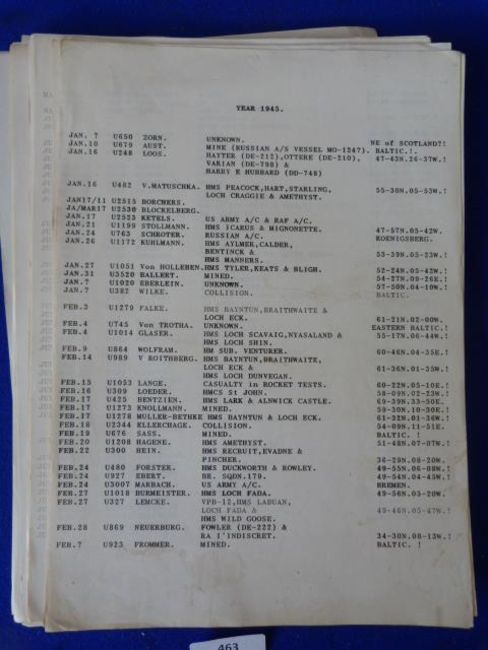 YEAR 1945.
JAN. 7 U650 ZORN. UNKNOWN. NE of SCOTLAND?!
JAN.10 U679 AUST. MINE (RUSSIAN A/S VESSEL MO-1247). BALTIC.!.
JAN.16 U248 LOOS. HAYTER (DE-212),OTTERE (DE-210), 47-43N.26-37W.!
VARIAN (DE-798) &
HARRY E HUBBARD (DD-748)
JAN.16 U482 V.MATUSCHKA. HMS PEACOCK,HART,STARLING, 55-30N,05-53W.!
LOCH CRAGGIE & AMETHYST.
JAN17/11 U2515 BORCHERS.
JA/MAR17 U2530 BLOCKELBERG.
JAN.17 U2523 KETELS. US ARMY A/C & RAF A/C.
JAN.21 U1199 STOLLMANN. HMS ICARUS & MIGNONETTE. 47-57N.05-42W.
JAN.24 U763 SCHROTER. RUSSIAN A/C. KOENIGSBERG.
JAN.26 U1172 KUHLMANN. HMS AYLMER,CALDER,
BENTINCK & 53-39N.05-23W.!
HMS MANNERS.
JAN.27 U1051 Von HOLLEBEN. HMS TYLER,KEATS & BLIGH. 52-24N.05-42W.!
JAN.31 U3520 BALLERT. MINED. 54-27N.09-26E.!
JAN.? U1020 EBERLEIN. UNKNOWN. 57-50N.04-10W.!
JAN.? U382 WILKE. COLLISION. BALTIC.
FEB.3 U1279 FALKE. HMS BAYNTUN,BRAITHWAITE &
LOCH ECK. 61-21N.02-00W.
FEB.4 U745 Von TROTHA. UNKNOWN. EASTERN BALTIC.!
FEB.4 U1014 GLASER. HMS LOCH SCAVAIG,NYASALAND & 55-17N.06-44W.!
HMS LOCH SHIN.
FEB.9 U864 WOLFRAM. HM SUB. VENTURER. 60-46N.04-35E.!
FEB.14 U989 V ROITHBERG. HMS BAYNTUN,BRAITHWAITE,
LOCH ECK & 61-36N.01-35W.!
HMS LOCH DUNVEGAN.
FEB.15 U1053 LANGE. CASUALTY in ROCKET TESTS. 60-22N.05-10E.!
FEB.16 U309 LOEDER. HMCS St JOHN. 58-09N.02-23W.!
FEB.17 U425 BENTZIEN. HMS LARK & ALNWICK CASTLE. 69-39N.35-50E.
FEB.17 U1273 KNOLLMANN. MINED. 59-30N.10-30E.!
FEB.17 U1278 MULLER-BETHKE HMS BAYNTUN & LOCH ECK. 61-32N.01-36W.!
FEB.18 U2344 ELLERCHAGE. COLLISION. 54-09N.11-51E.
FEB.19 U676 SASS. MINED. BALTIC. !
FEB.20 U1208 HAGENE. HMS AMETHYST. 51-48N.07-07W.!
FEB.22 U300 HEIN. HMS RECRUIT,EVADNE &
PINCHER. 36-29N.08-20W.
FEB.24 U480 FORSTER. HMS DUCKWORTH & ROWLEY. 49-55N.06-08W.!
FEB.24 U927 EBERT. BR. SQDN.179. 49-54N.04-45W.!
FEB.24 U3007 MARBACH. US ARMY A/C. BREMEN.
FEB.27 U1018 BURMEISTER. HMS LOCH FADA. 49-56N.05-20W.!
FEB.27 U327 LEMCKE. VPB-12,HMS LABUAN,
LOCH FADA & 49-46N.05-47W.!
HMS WILD GOOSE.
FEB.28 U869 NEUERBURG. FOWLER (DE-222) &
RA I'INDISCRET. 34-30N.08-13W.!
FEB.? U923 FROMMER. MINED. BALTIC. !
463